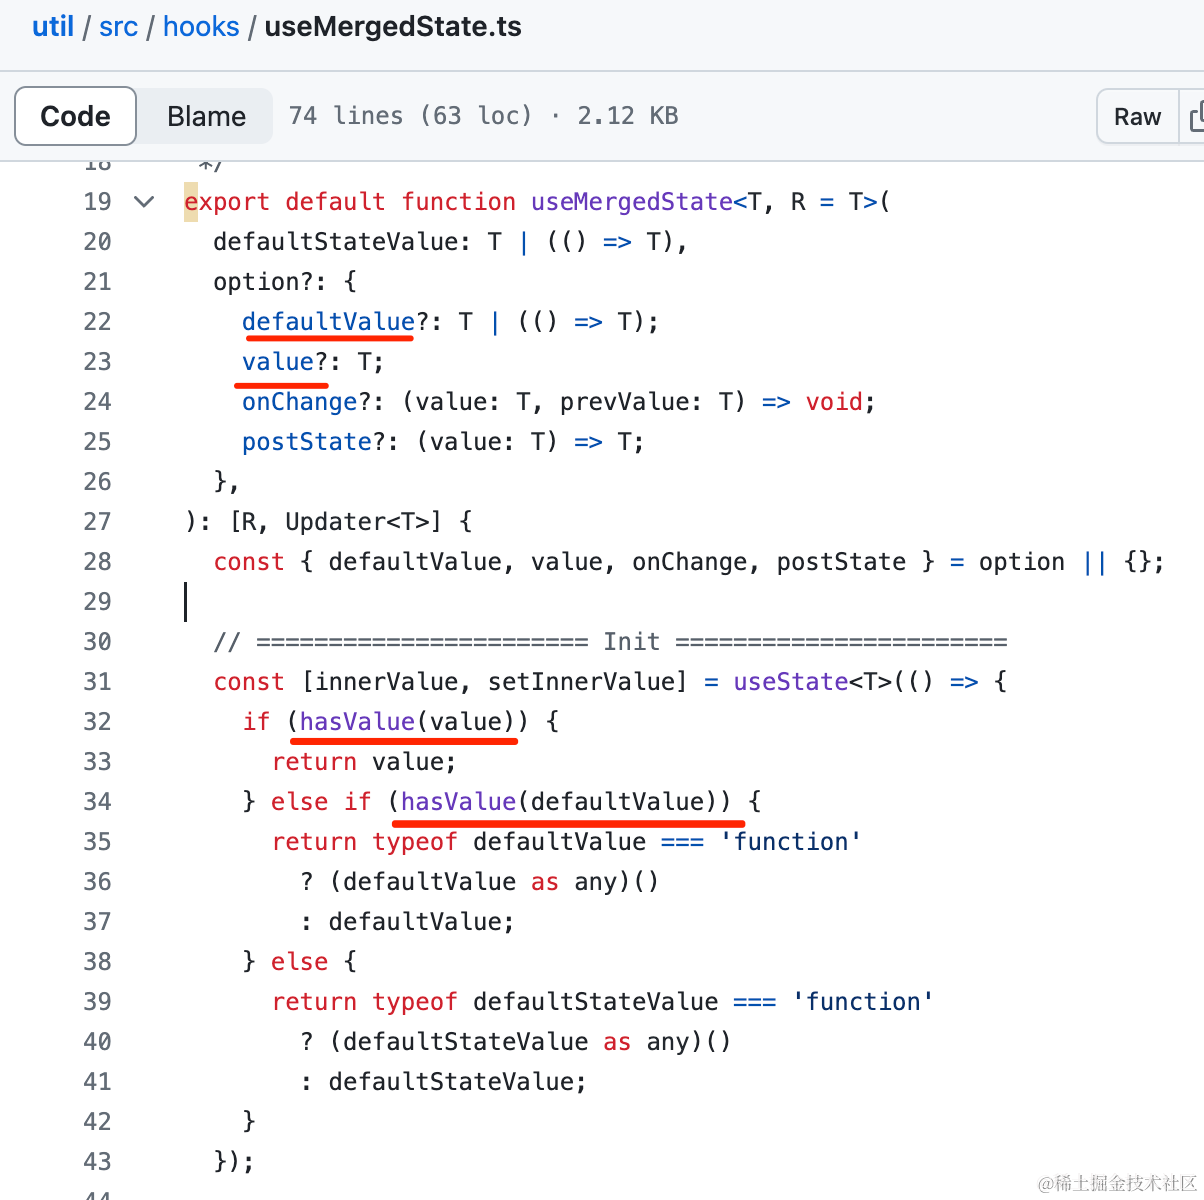 util / src / hooks / useMergedState.ts
Code Blame 74 lines (63 loc) · 2.12 KB Raw
18 */
19 export default function useMergedState<T, R = T>(
20 defaultStateValue: T | (() => T),
21 option?: {
22 defaultValue?: T | (() => T);
23 value?: T;
24 onChange?: (value: T, prevValue: T) => void;
25 postState?: (value: T) => T;
26 },
27 ): [R, Updater<T>] {
28 const { defaultValue, value, onChange, postState } = option || {};
29
30 // ======================= Init =======================
31 const [innerValue, setInnerValue] = useState<T>(() => {
32 if (hasValue(value)) {
33 return value;
34 } else if (hasValue(defaultValue)) {
35 return typeof defaultValue === 'function'
36 ? (defaultValue as any)()
37 : defaultValue;
38 } else {
39 return typeof defaultStateValue === 'function'
40 ? (defaultStateValue as any)()
41 : defaultStateValue;
42 }
43 });
44
@稀土掘金技术社区